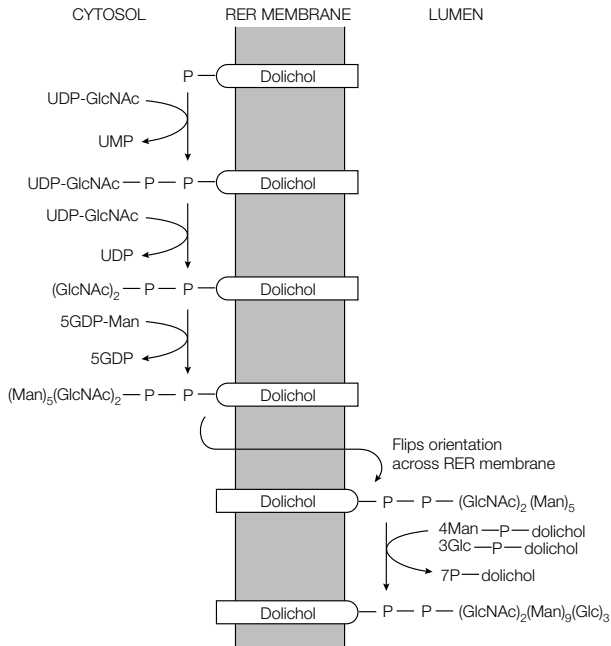 CYTOSOL RER MEMBRANE LUMEN
P — Dolichol
UDP-GlcNAc
UMP
UDP-GlcNAc — P — P — Dolichol
UDP-GlcNAc
UDP
(GlcNAc)₂ — P — P — Dolichol
5GDP-Man
5GDP
(Man)₅(GlcNAc)₂ — P — P — Dolichol
Flips orientation
across RER membrane
Dolichol — P — P — (GlcNAc)₂ (Man)₅
4Man — P — dolichol
3Glc — P — dolichol
7P — dolichol
Dolichol — P — P — (GlcNAc)₂(Man)₉(Glc)₃